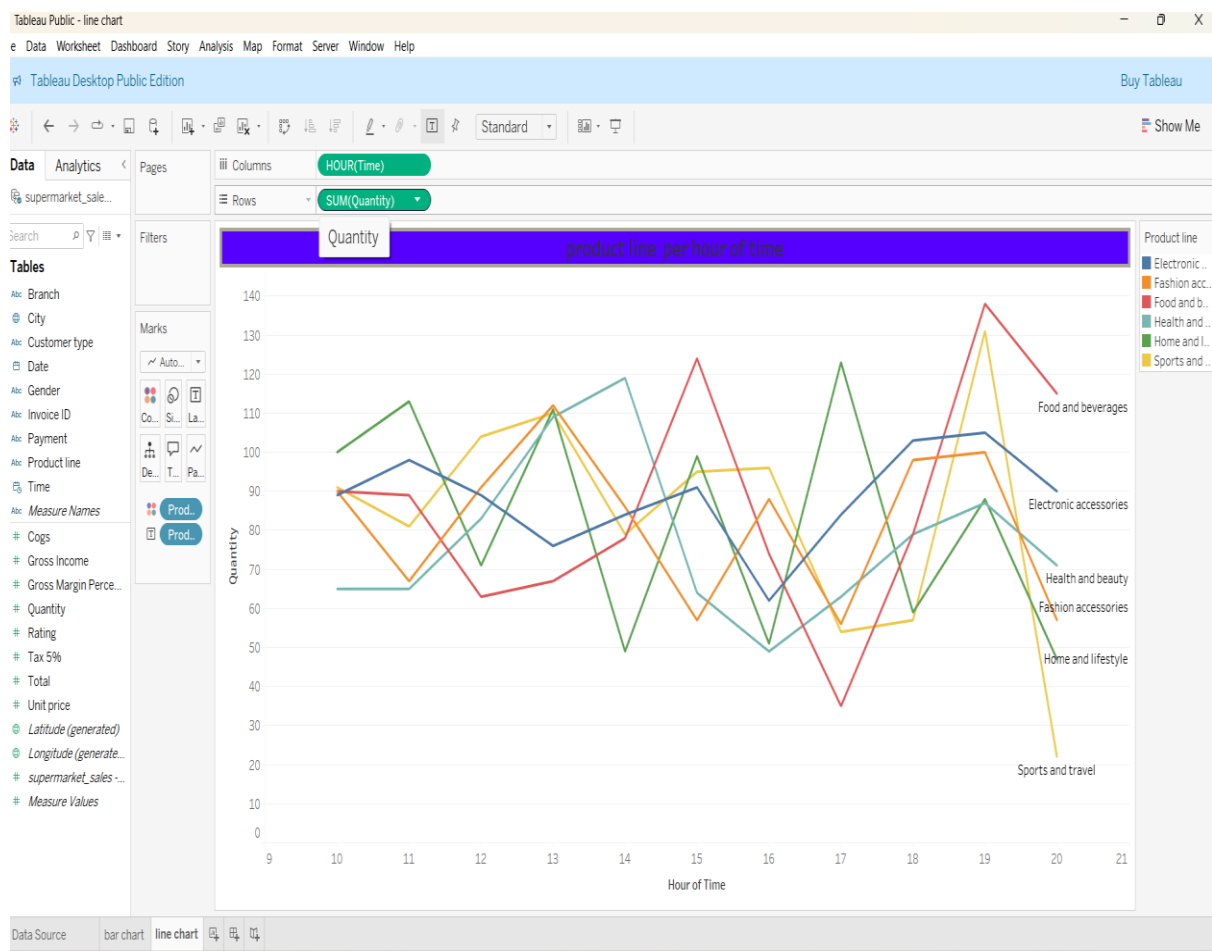 Tableau Public - line chart
e Data Worksheet Dashboard Story Analysis Map Format Server Window Help
Tableau Desktop Public Edition Buy Tableau
Standard Show Me
Data Analytics Pages Columns HOUR(Time)
supermarket_sale... Rows SUM(Quantity)
Search Filters Quantity
product line per hour of time
Product line
Electronic ..
Fashion acc..
Food and b..
Health and ..
Home and l..
Sports and ..
Tables
Abc Branch
City
Abc Customer type
Date
Abc Gender
Abc Invoice ID
Abc Payment
Abc Product line
Time
Abc Measure Names
# Cogs
# Gross Income
# Gross Margin Perce...
# Quantity
# Rating
# Tax 5%
# Total
# Unit price
Latitude (generated)
Longitude (generate...
# supermarket_sales -...
# Measure Values
Marks
Auto...
Co... Si... La...
De... T... Pa...
Prod..
T Prod..
140
130
120
110
100
90
80
70
60
50
40
30
20
10
0
Quantity
Food and beverages
Electronic accessories
Health and beauty
Fashion accessories
Home and lifestyle
Sports and travel
9 10 11 12 13 14 15 16 17 18 19 20 21
Hour of Time
Data Source bar chart line chart